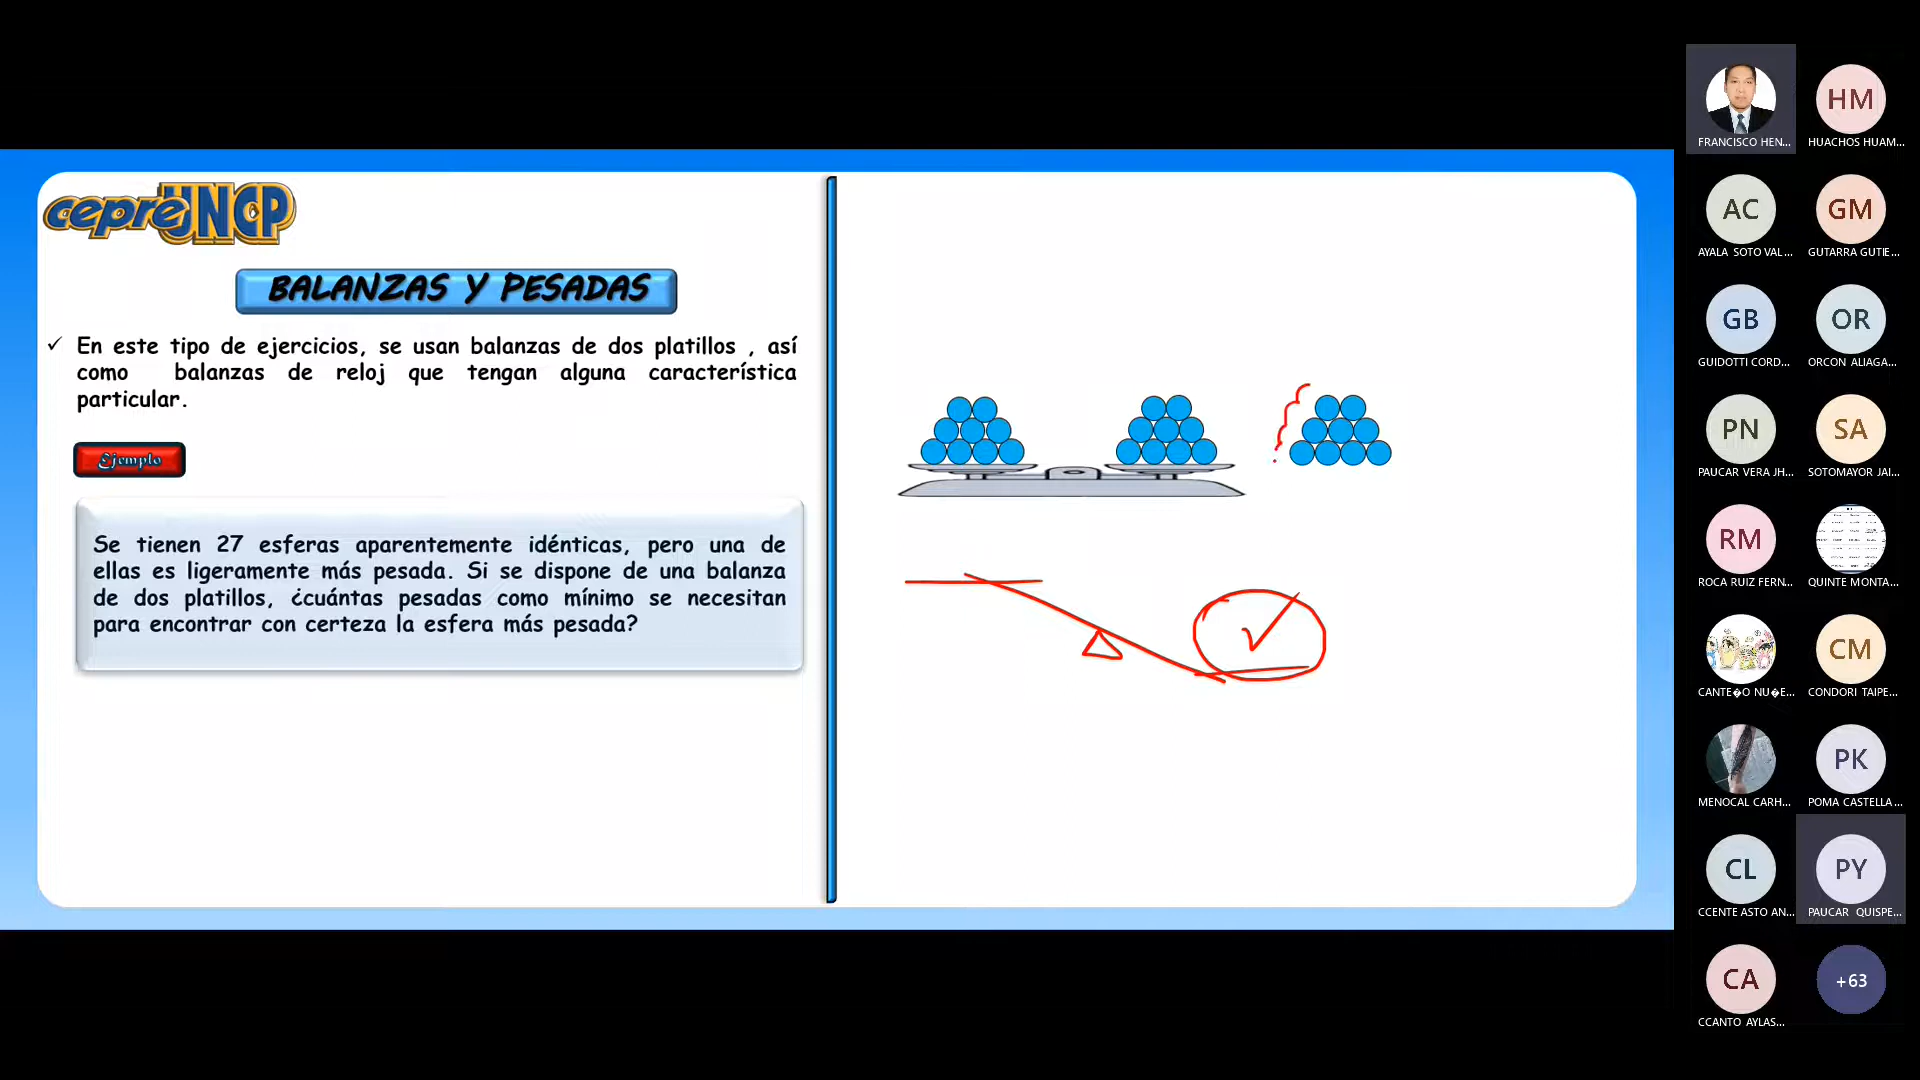 cepreUNCP
BALANZAS Y PESADAS
✓ En este tipo de ejercicios, se usan balanzas de dos platillos , así
como balanzas de reloj que tengan alguna característica
particular.
Ejemplo
Se tienen 27 esferas aparentemente idénticas, pero una de
ellas es ligeramente más pesada. Si se dispone de una balanza
de dos platillos, ¿cuántas pesadas como mínimo se necesitan
para encontrar con certeza la esfera más pesada?
FRANCISCO HEN...
HM
HUACHOS HUAM...
AC
AYALA SOTO VAL...
GM
GUTARRA GUTIE...
GB
GUIDOTTI CORD...
OR
ORCON ALIAGA...
PN
PAUCAR VERA JH...
SA
SOTOMAYOR JAI...
RM
ROCA RUIZ FERN...
QUINTE MONTA...
CANTE�O NU�E...
CM
CONDORI TAIPE...
MENOCAL CARH...
PK
POMA CASTELLA...
CL
CCENTE ASTO AN...
PY
PAUCAR QUISPE...
CA
CCANTO AYLAS...
+63